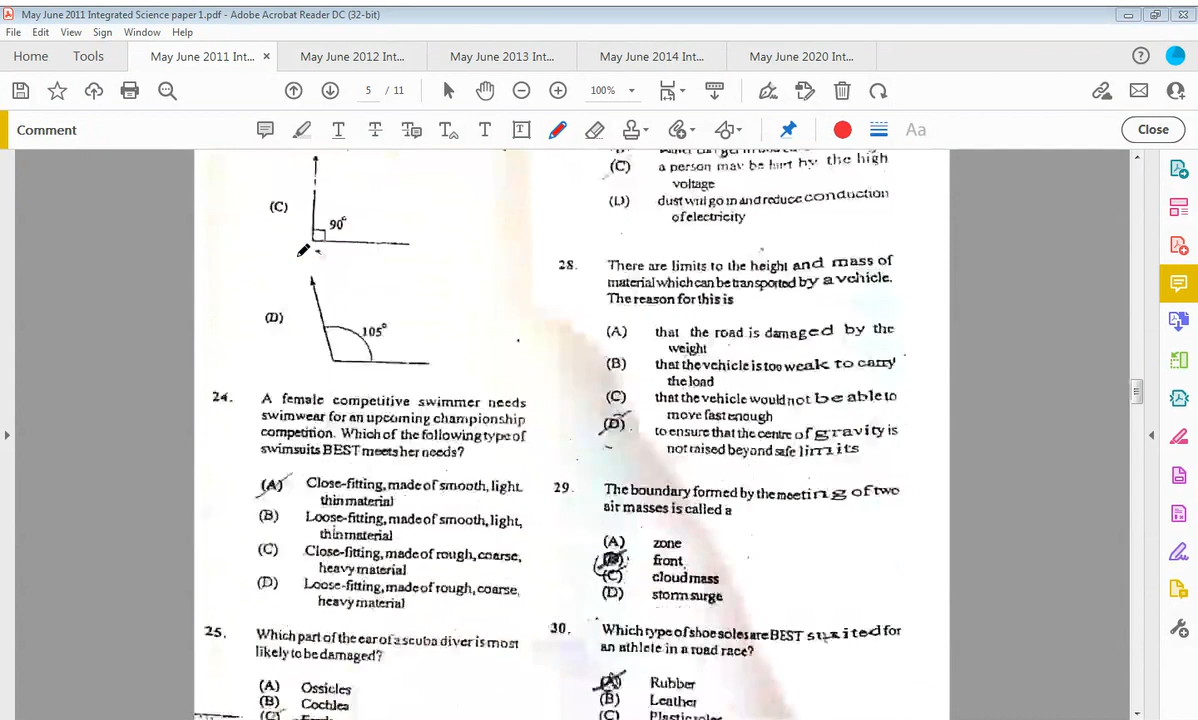 May June 2011 Integrated Science paper 1.pdf - Adobe Acrobat Reader DC (32-bit)
File Edit View Sign Window Help
Home Tools May June 2011 Int... × May June 2012 Int... May June 2013 Int... May June 2014 Int... May June 2020 Int...
5 / 11 100%
Comment Close
(C)
90°
(D)
105°
24. A female competitive swimmer needs
swimwear for an upcoming championship
competition. Which of the following type of
swimsuits BEST meets her needs?
(A) Close-fitting, made of smooth, light,
thin material
(B) Loose-fitting, made of smooth, light,
thin material
(C) Close-fitting, made of rough, coarse,
heavy material
(D) Loose-fitting, made of rough, coarse,
heavy material
25. Which part of the ear of a scuba diver is most
likely to be damaged?
(A) Ossicles
(B) Cochlea
(C)
(C) a person may be hurt by the high
voltage
(D) dust will go in and reduce conduction
of electricity
28. There are limits to the height and mass of
material which can be transported by a vehicle.
The reason for this is
(A) that the road is damaged by the
weight
(B) that the vehicle is too weak to carry
the load
(C) that the vehicle would not be able to
move fast enough
(D) to ensure that the centre of gravity is
not raised beyond safe limits
29. The boundary formed by the meeting of two
air masses is called a
(A) zone
(B) front
(C) cloud mass
(D) storm surge
30. Which type of shoe soles are BEST suited for
an athlete in a road race?
(A) Rubber
(B) Leather
(C) Plastic